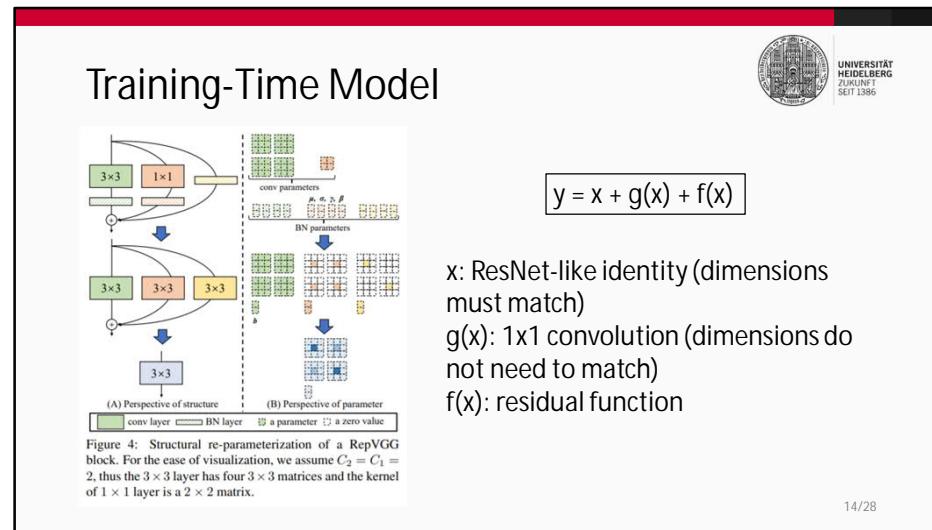 UNIVERSITÄT
HEIDELBERG
ZUKUNFT
SEIT 1386
Training-Time Model
3×3
1×1
conv parameters
μ, σ, γ, β
BN parameters
3×3
3×3
3×3
b
3×3
(A) Perspective of structure
(B) Perspective of parameter
conv layer
BN layer
a parameter
a zero value
Figure 4: Structural re-parameterization of a RepVGG
block. For the ease of visualization, we assume C₂ = C₁ =
2, thus the 3 × 3 layer has four 3 × 3 matrices and the kernel
of 1 × 1 layer is a 2 × 2 matrix.
y = x + g(x) + f(x)
x: ResNet-like identity (dimensions
must match)
g(x): 1x1 convolution (dimensions do
not need to match)
f(x): residual function
14/28